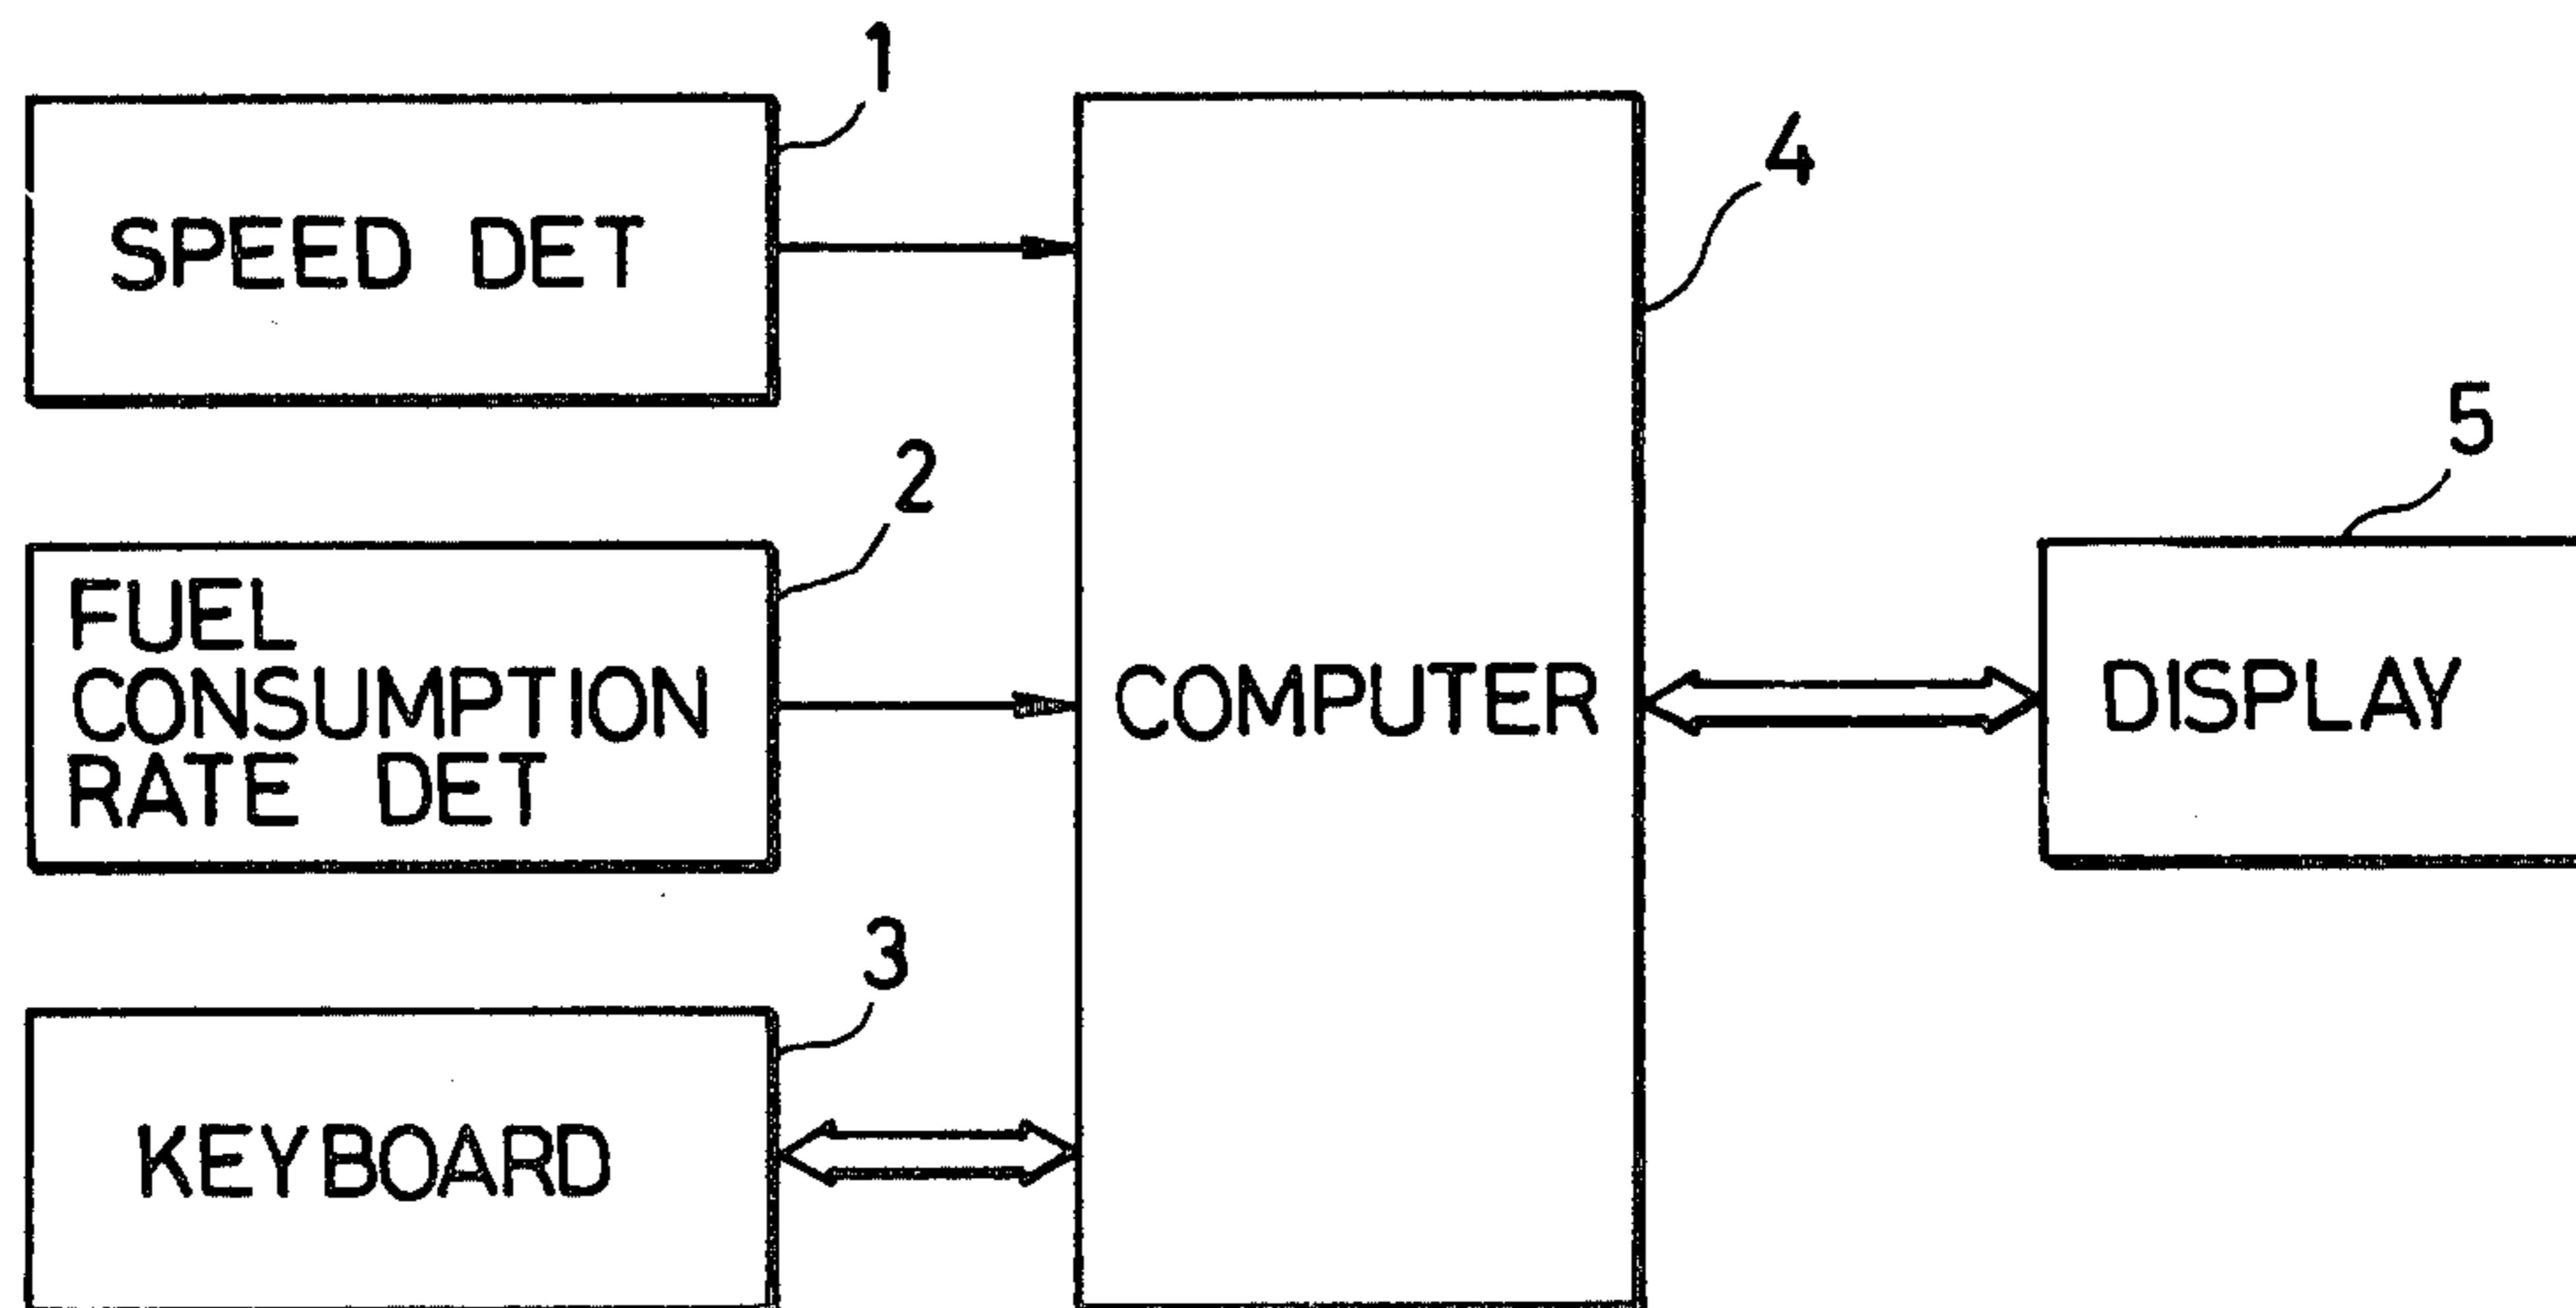 1
SPEED DET
2
FUEL
CONSUMPTION
RATE DET
3
KEYBOARD
4
COMPUTER
5
DISPLAY